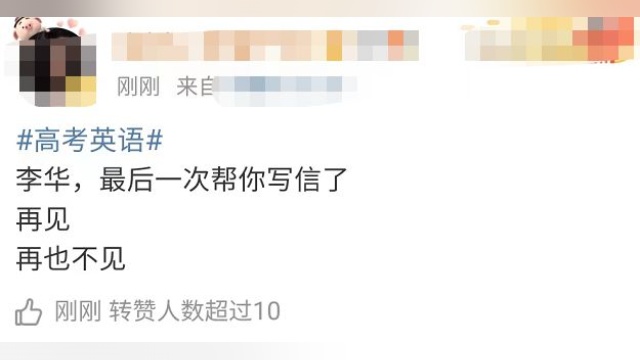 刚刚 来自
#高考英语#
李华，最后一次帮你写信了
再见
再也不见
刚刚 转赞人数超过10